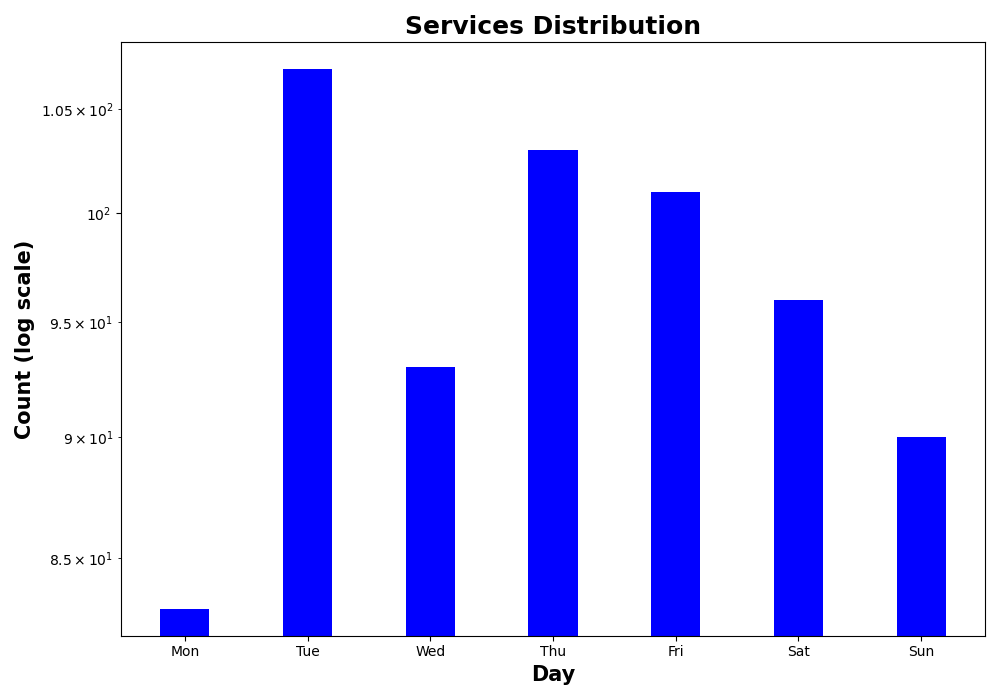 Services Distribution
Count (log scale)
1.05 × 10²
10²
9.5 × 10¹
9 × 10¹
8.5 × 10¹
Mon Tue Wed Thu Fri Sat Sun
Day